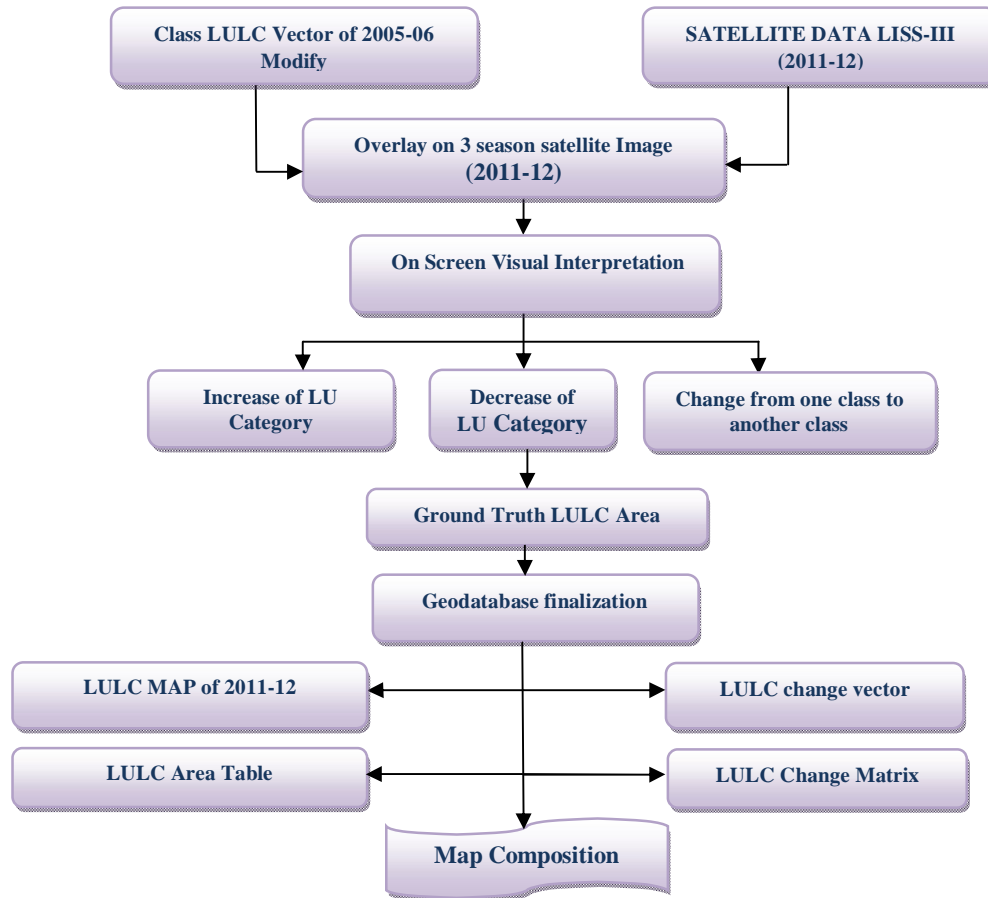 Class LULC Vector of 2005-06
Modify
SATELLITE DATA LISS-III
(2011-12)
Overlay on 3 season satellite Image
(2011-12)
On Screen Visual Interpretation
Increase of LU
Category
Decrease of
LU Category
Change from one class to
another class
Ground Truth LULC Area
Geodatabase finalization
LULC MAP of 2011-12
LULC change vector
LULC Area Table
LULC Change Matrix
Map Composition